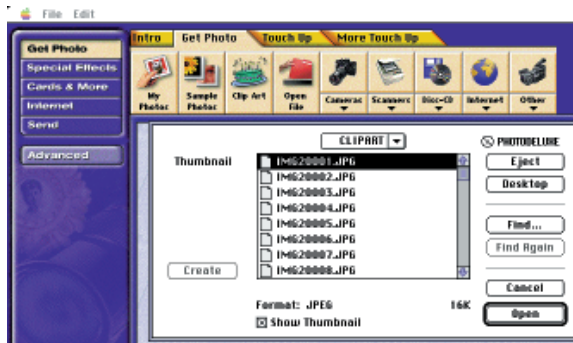 File Edit
Intro Get Photo Touch Up More Touch Up
Get Photo
Special Effects
Cards & More
Internet
Send
Advanced
My Photos
Sample Photos
Clip Art
Open File
Cameras
Scanners
Disc-CD
Internet
Other
CLIPART
PHOTODELUXE
Thumbnail
IMG20001.JPG
IMG20002.JPG
IMG20003.JPG
IMG20004.JPG
IMG20005.JPG
IMG20006.JPG
IMG20007.JPG
IMG20008.JPG
Create
Eject
Desktop
Find...
Find Again
Cancel
Open
Format: JPEG 16K
Show Thumbnail